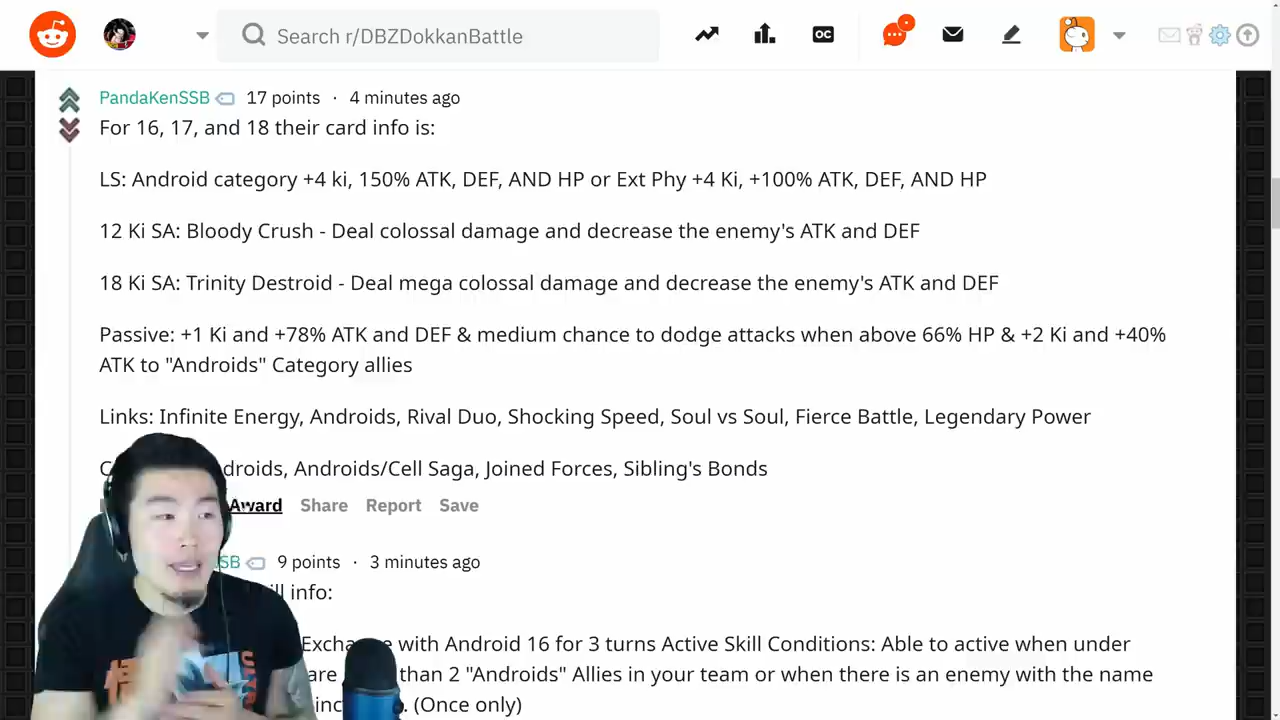 Search r/DBZDokkanBattle
OC
PandaKenSSB 17 points · 4 minutes ago
For 16, 17, and 18 their card info is:
LS: Android category +4 ki, 150% ATK, DEF, AND HP or Ext Phy +4 Ki, +100% ATK, DEF, AND HP
12 Ki SA: Bloody Crush - Deal colossal damage and decrease the enemy's ATK and DEF
18 Ki SA: Trinity Destroid - Deal mega colossal damage and decrease the enemy's ATK and DEF
Passive: +1 Ki and +78% ATK and DEF & medium chance to dodge attacks when above 66% HP & +2 Ki and +40%
ATK to "Androids" Category allies
Links: Infinite Energy, Androids, Rival Duo, Shocking Speed, Soul vs Soul, Fierce Battle, Legendary Power
Androids/Cell Saga, Joined Forces, Sibling's Bonds
Award Share Report Save
9 points · 3 minutes ago
info:
with Android 16 for 3 turns Active Skill Conditions: Able to active when under
than 2 "Androids" Allies in your team or when there is an enemy with the name
(Once only)